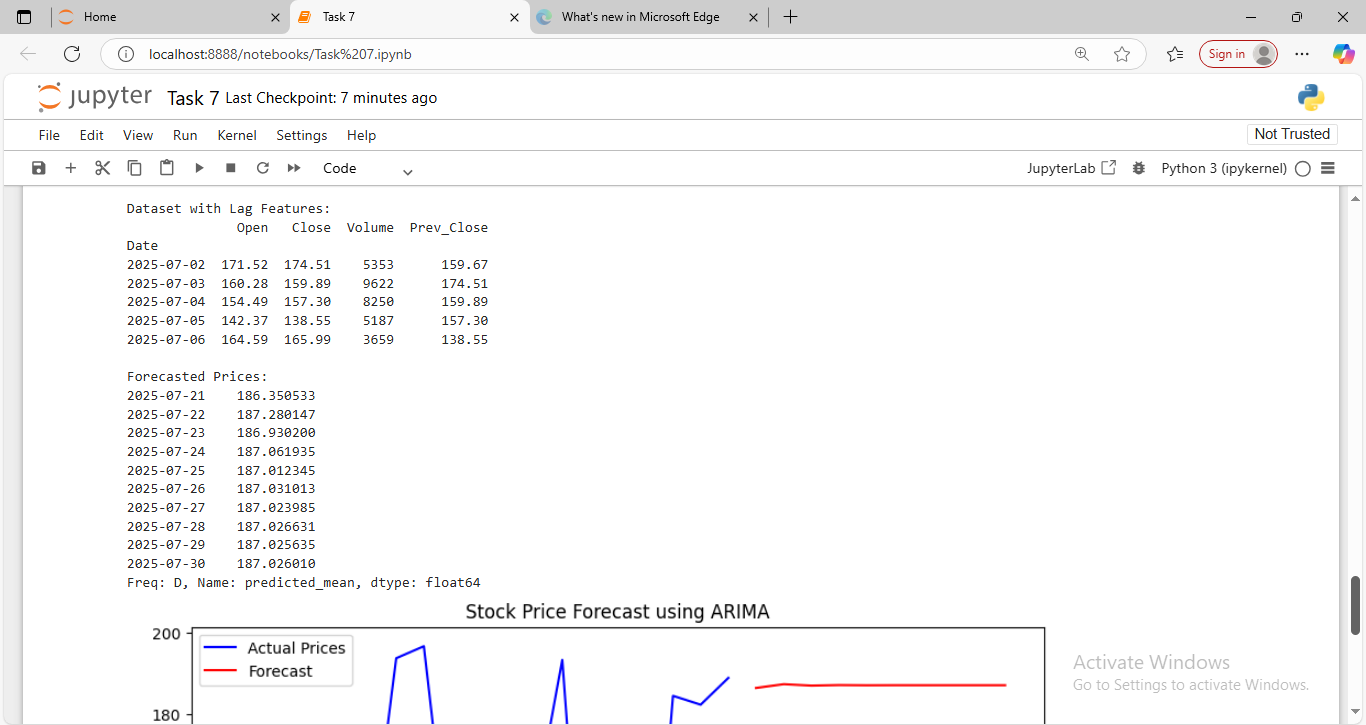 Home
Task 7
What's new in Microsoft Edge
localhost:8888/notebooks/Task%207.ipynb
Sign in
jupyter Task 7 Last Checkpoint: 7 minutes ago
File Edit View Run Kernel Settings Help
Not Trusted
Code
JupyterLab
Python 3 (ipykernel)
Dataset with Lag Features:
Open Close Volume Prev_Close
Date
2025-07-02 171.52 174.51 5353 159.67
2025-07-03 160.28 159.89 9622 174.51
2025-07-04 154.49 157.30 8250 159.89
2025-07-05 142.37 138.55 5187 157.30
2025-07-06 164.59 165.99 3659 138.55
Forecasted Prices:
2025-07-21 186.350533
2025-07-22 187.280147
2025-07-23 186.930200
2025-07-24 187.061935
2025-07-25 187.012345
2025-07-26 187.031013
2025-07-27 187.023985
2025-07-28 187.026631
2025-07-29 187.025635
2025-07-30 187.026010
Freq: D, Name: predicted_mean, dtype: float64
Stock Price Forecast using ARIMA
200
Actual Prices
Forecast
180
Activate Windows
Go to Settings to activate Windows.